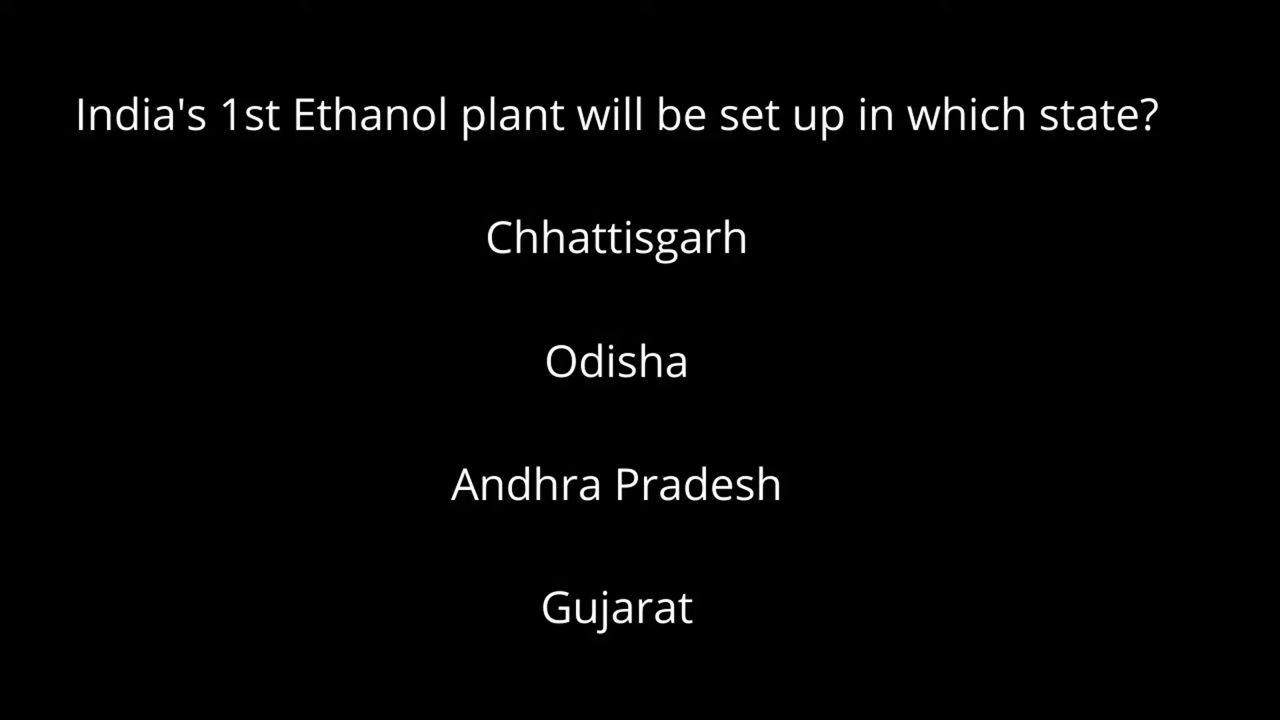 India's 1st Ethanol plant will be set up in which state?
Chhattisgarh
Odisha
Andhra Pradesh
Gujarat